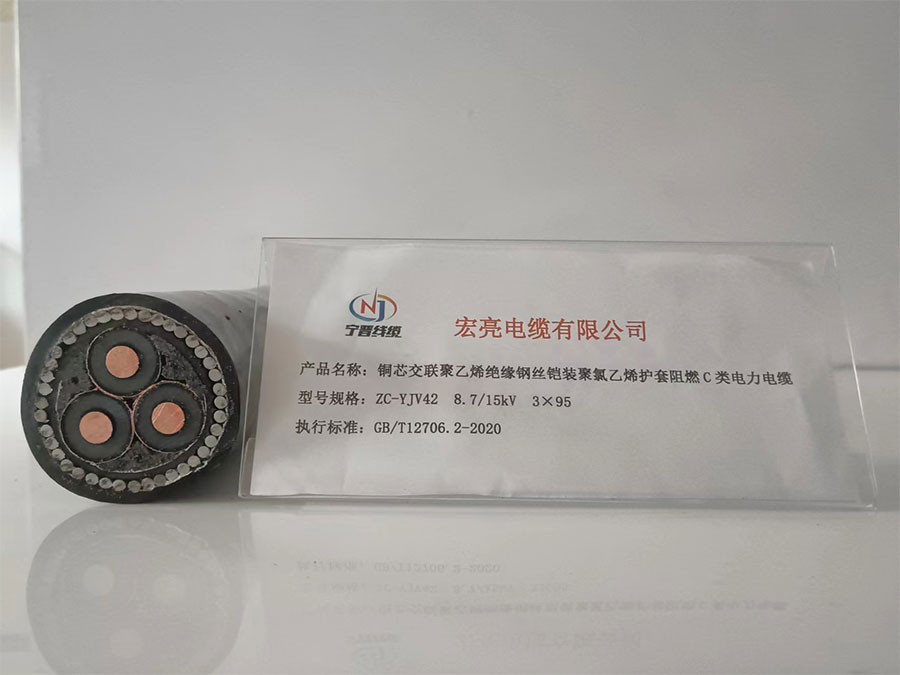 宁晋线缆
宏亮电缆有限公司
产品名称：铜芯交联聚乙烯绝缘钢丝铠装聚氯乙烯护套阻燃C类电力电缆
型号规格：ZC-YJV42 8.7/15kV 3×95
执行标准：GB/T12706.2-2020